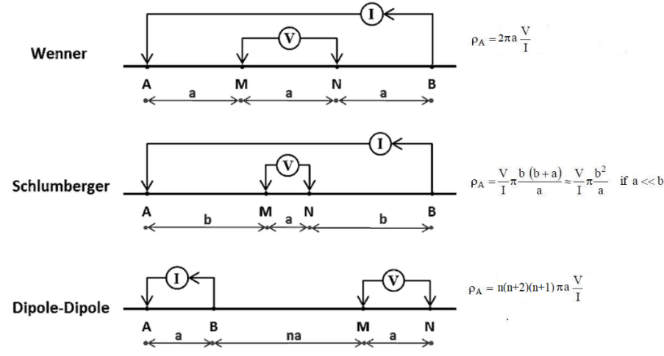 I
V
Wenner
A M N B
a a a
ρA = 2πa V/I
I
V
Schlumberger
A M N B
b a b
ρA = V/I π b (b+a)/a ≈ V/I π b²/a if a << b
I V
Dipole-Dipole
A B M N
a na a
ρA = n(n+2)(n+1) πa V/I